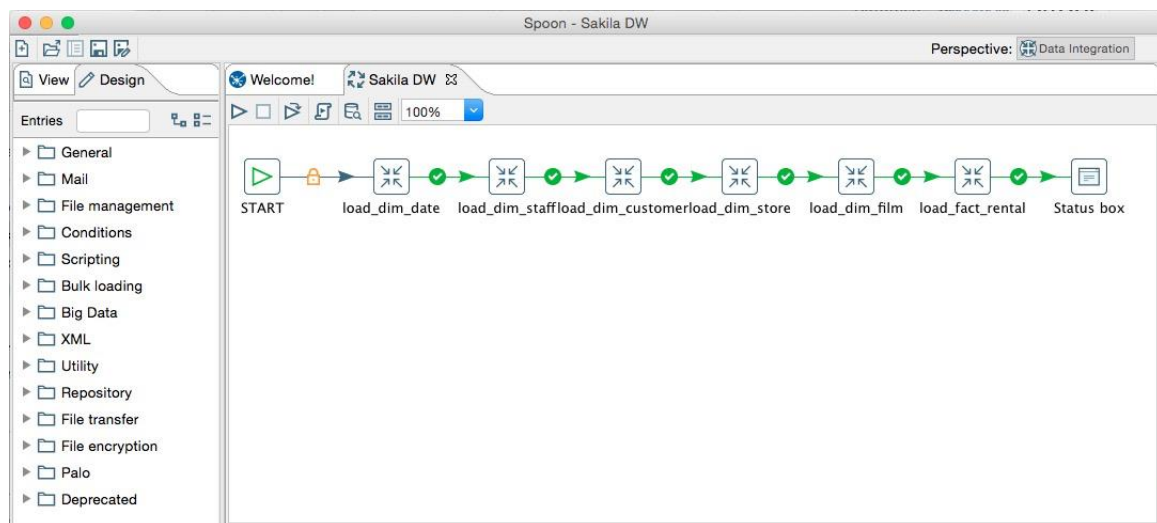 Spoon - Sakila DW
Perspective: Data Integration
View Design
Welcome! Sakila DW
Entries
100%
General
Mail
File management
Conditions
Scripting
Bulk loading
Big Data
XML
Utility
Repository
File transfer
File encryption
Palo
Deprecated
START load_dim_date load_dim_staff load_dim_customer load_dim_store load_dim_film load_fact_rental Status box